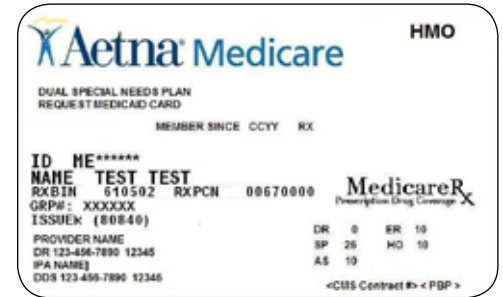 Aetna Medicare
HMO
DUAL SPECIAL NEEDS PLAN
REQUEST MEDICAID CARD
MEMBER SINCE CCYY RX
ID ME******
NAME TEST TEST
RXBIN 610502 RXPCN 00670000
GRP#: XXXXXX
ISSUER (80840)
MedicareRx
Prescription Drug Coverage
PROVIDER NAME
DR 123-456-7890 12345
IPA NAME]
DDS 123-456-7890 12345
DR 0 ER 10
SP 25 HO 10
AS 10
<CMS Contract #> < PBP >